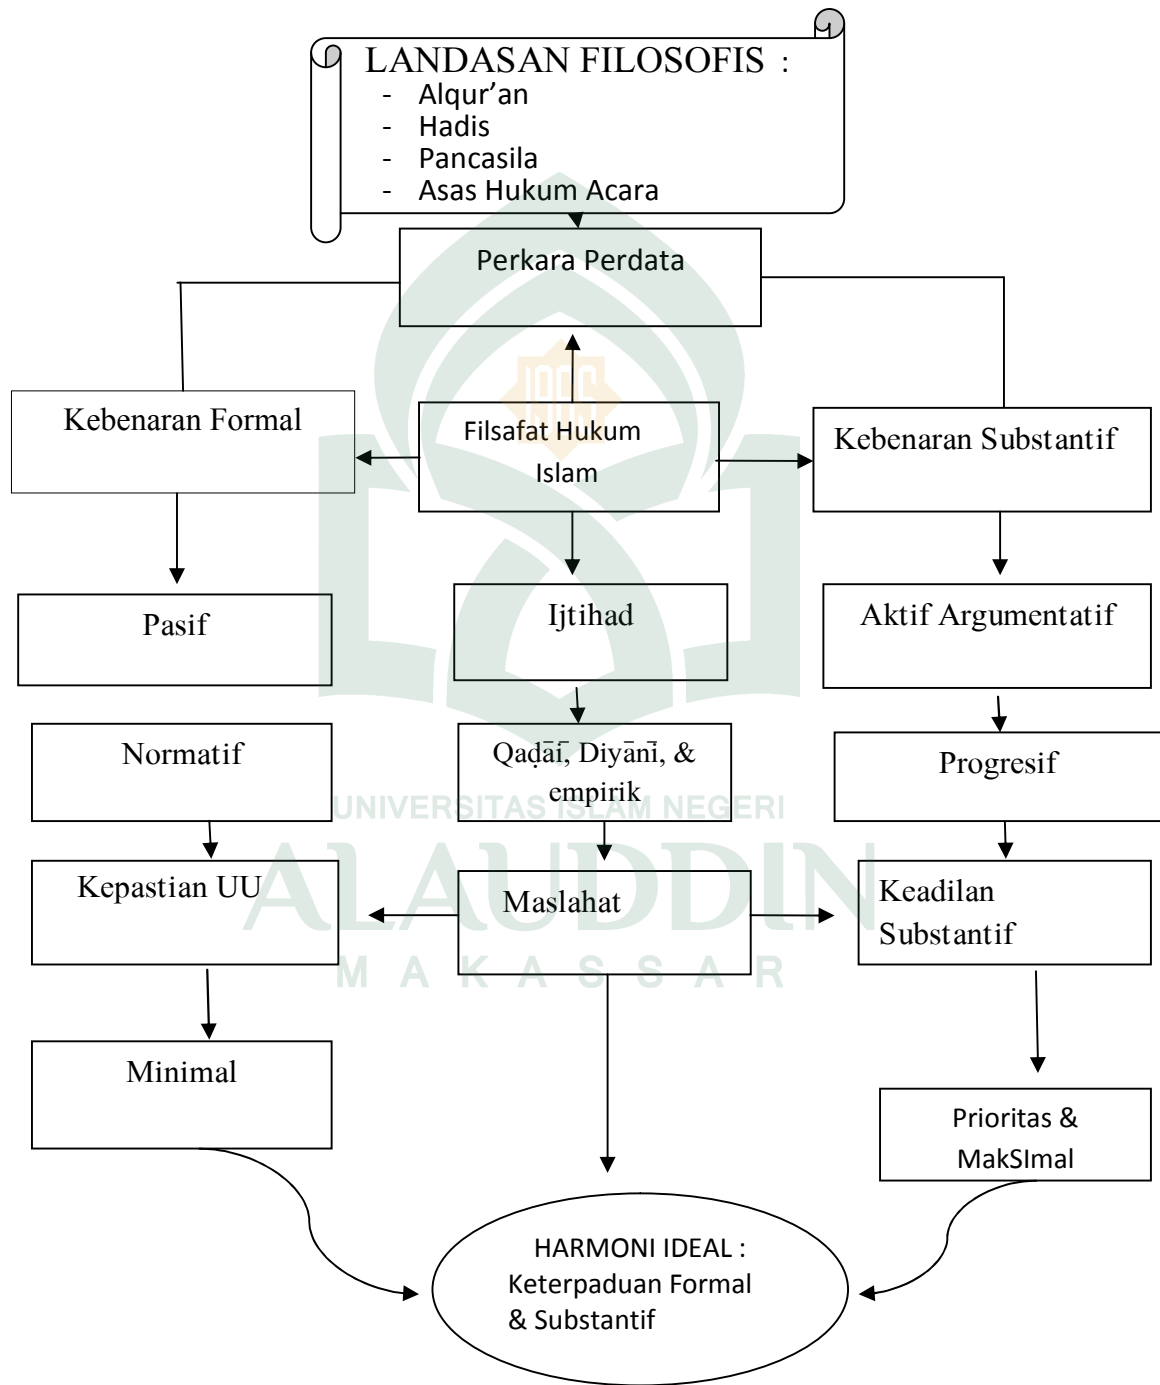 LANDASAN FILOSOFIS :
- Alqur’an
- Hadis
- Pancasila
- Asas Hukum Acara
Perkara Perdata
Kebenaran Formal
Filsafat Hukum
Islam
Kebenaran Substantif
Pasif
Ijtihad
Aktif Argumentatif
Normatif
Qaḍāī, Diyānī, &
empirik
Progresif
UNIVERSITAS ISLAM NEGERI
ALAUDDIN
MAKASSAR
Kepastian UU
Maslahat
Keadilan
Substantif
Minimal
Prioritas &
MakSImal
HARMONI IDEAL :
Keterpaduan Formal
& Substantif
1965